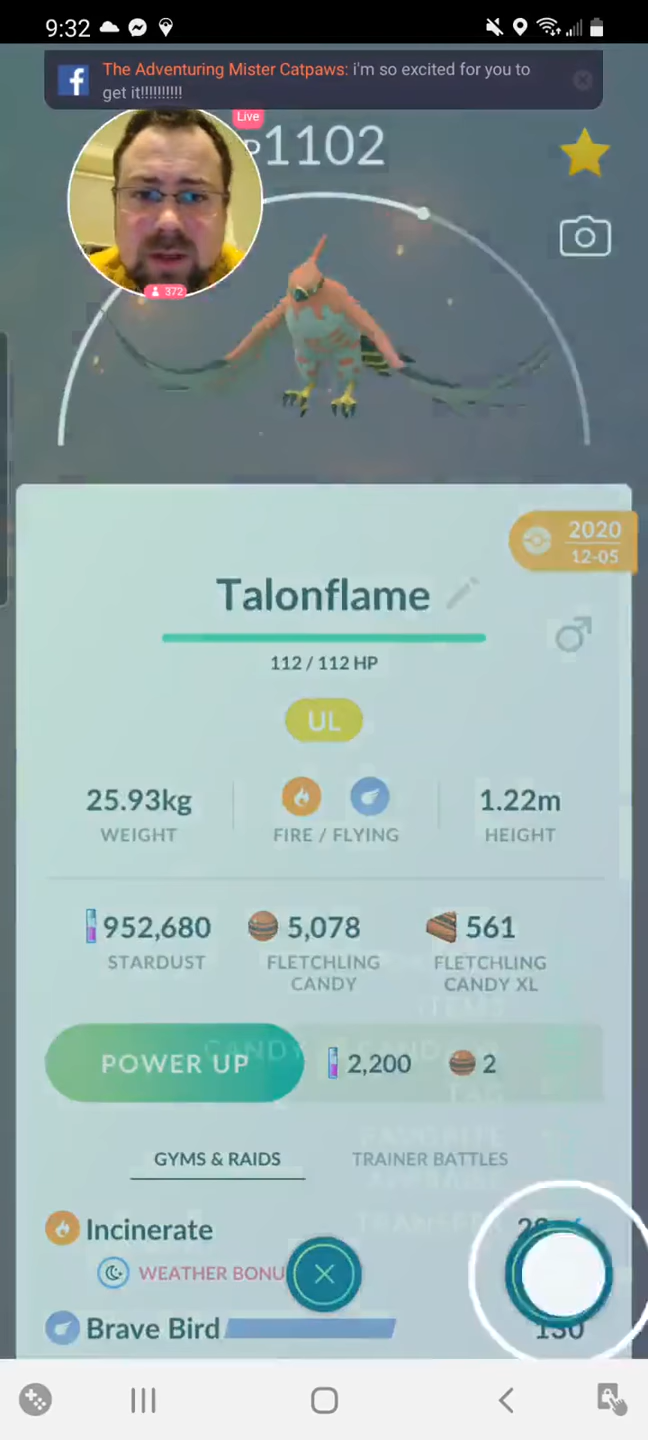 9:32
The Adventuring Mister Catpaws: i'm so excited for you to
get it!!!!!!!!!!
Live
P1102
372
2020
12-05
Talonflame
112 / 112 HP
UL
25.93kg
WEIGHT
FIRE / FLYING
1.22m
HEIGHT
952,680
STARDUST
5,078
FLETCHLING
CANDY
561
FLETCHLING
CANDY XL
POWER UP
2,200
2
GYMS & RAIDS
TRAINER BATTLES
Incinerate
WEATHER BONU
Brave Bird
130